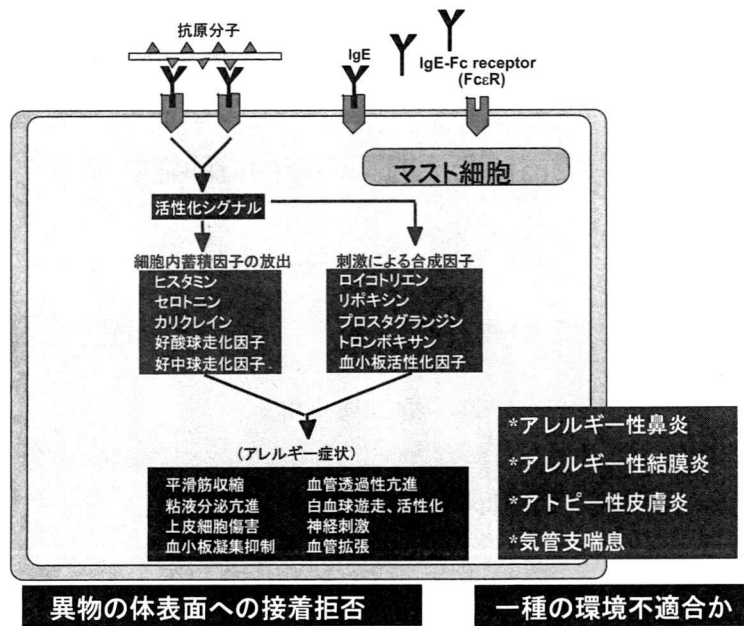 抗原分子
IgE
IgE-Fc receptor
(FcεR)
マスト細胞
活性化シグナル
細胞内蓄積因子の放出
ヒスタミン
セロトニン
カリクレイン
好酸球走化因子
好中球走化因子
刺激による合成因子
ロイコトリエン
リポキシン
プロスタグランジン
トロンボキサン
血小板活性化因子
(アレルギー症状)
平滑筋収縮
粘液分泌亢進
上皮細胞傷害
血小板凝集抑制
血管透過性亢進
白血球遊走、活性化
神経刺激
血管拡張
*アレルギー性鼻炎
*アレルギー性結膜炎
*アトピー性皮膚炎
*気管支喘息
異物の体表面への接着拒否
一種の環境不適合か